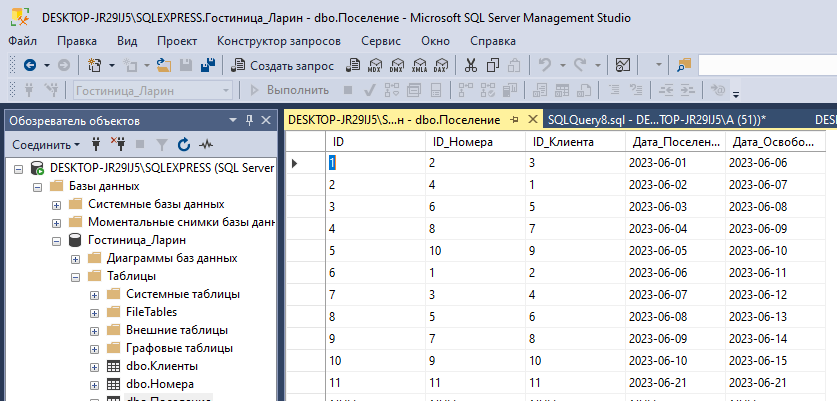 DESKTOP-JR29IJ5\SQLEXPRESS.Гостиница_Ларин - dbo.Поселение - Microsoft SQL Server Management Studio
Файл Правка Вид Проект Конструктор запросов Сервис Окно Справка
Создать запрос MDX DMX XMLA DAX
Гостиница_Ларин Выполнить
Обозреватель объектов
Соединить
DESKTOP-JR29IJ5\SQLEXPRESS (SQL Server
Базы данных
Системные базы данных
Моментальные снимки базы данн
Гостиница_Ларин
Диаграммы баз данных
Таблицы
Системные таблицы
FileTables
Внешние таблицы
Графовые таблицы
dbo.Клиенты
dbo.Номера
dbo.Поселение
DESKTOP-JR29IJ5\S...н - dbo.Поселение SQLQuery8.sql - DE...TOP-JR29IJ5\A (51))* DES
ID ID_Номера ID_Клиента Дата_Поселен... Дата_Освобо...
1 2 3 2023-06-01 2023-06-06
2 4 1 2023-06-02 2023-06-07
3 6 5 2023-06-03 2023-06-08
4 8 7 2023-06-04 2023-06-09
5 10 9 2023-06-05 2023-06-10
6 1 2 2023-06-06 2023-06-11
7 3 4 2023-06-07 2023-06-12
8 5 6 2023-06-08 2023-06-13
9 7 8 2023-06-09 2023-06-14
10 9 10 2023-06-10 2023-06-15
11 11 11 2023-06-21 2023-06-21